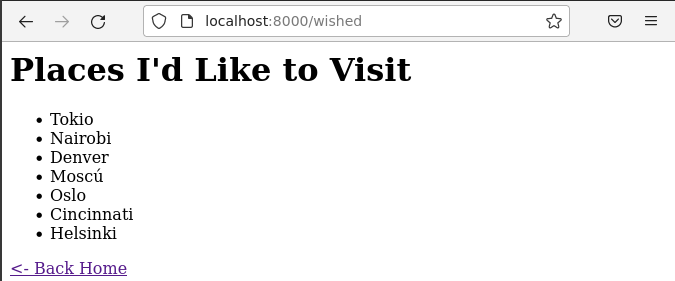 localhost:8000/wished
Places I'd Like to Visit
Tokio
Nairobi
Denver
Moscú
Oslo
Cincinnati
Helsinki
<- Back Home